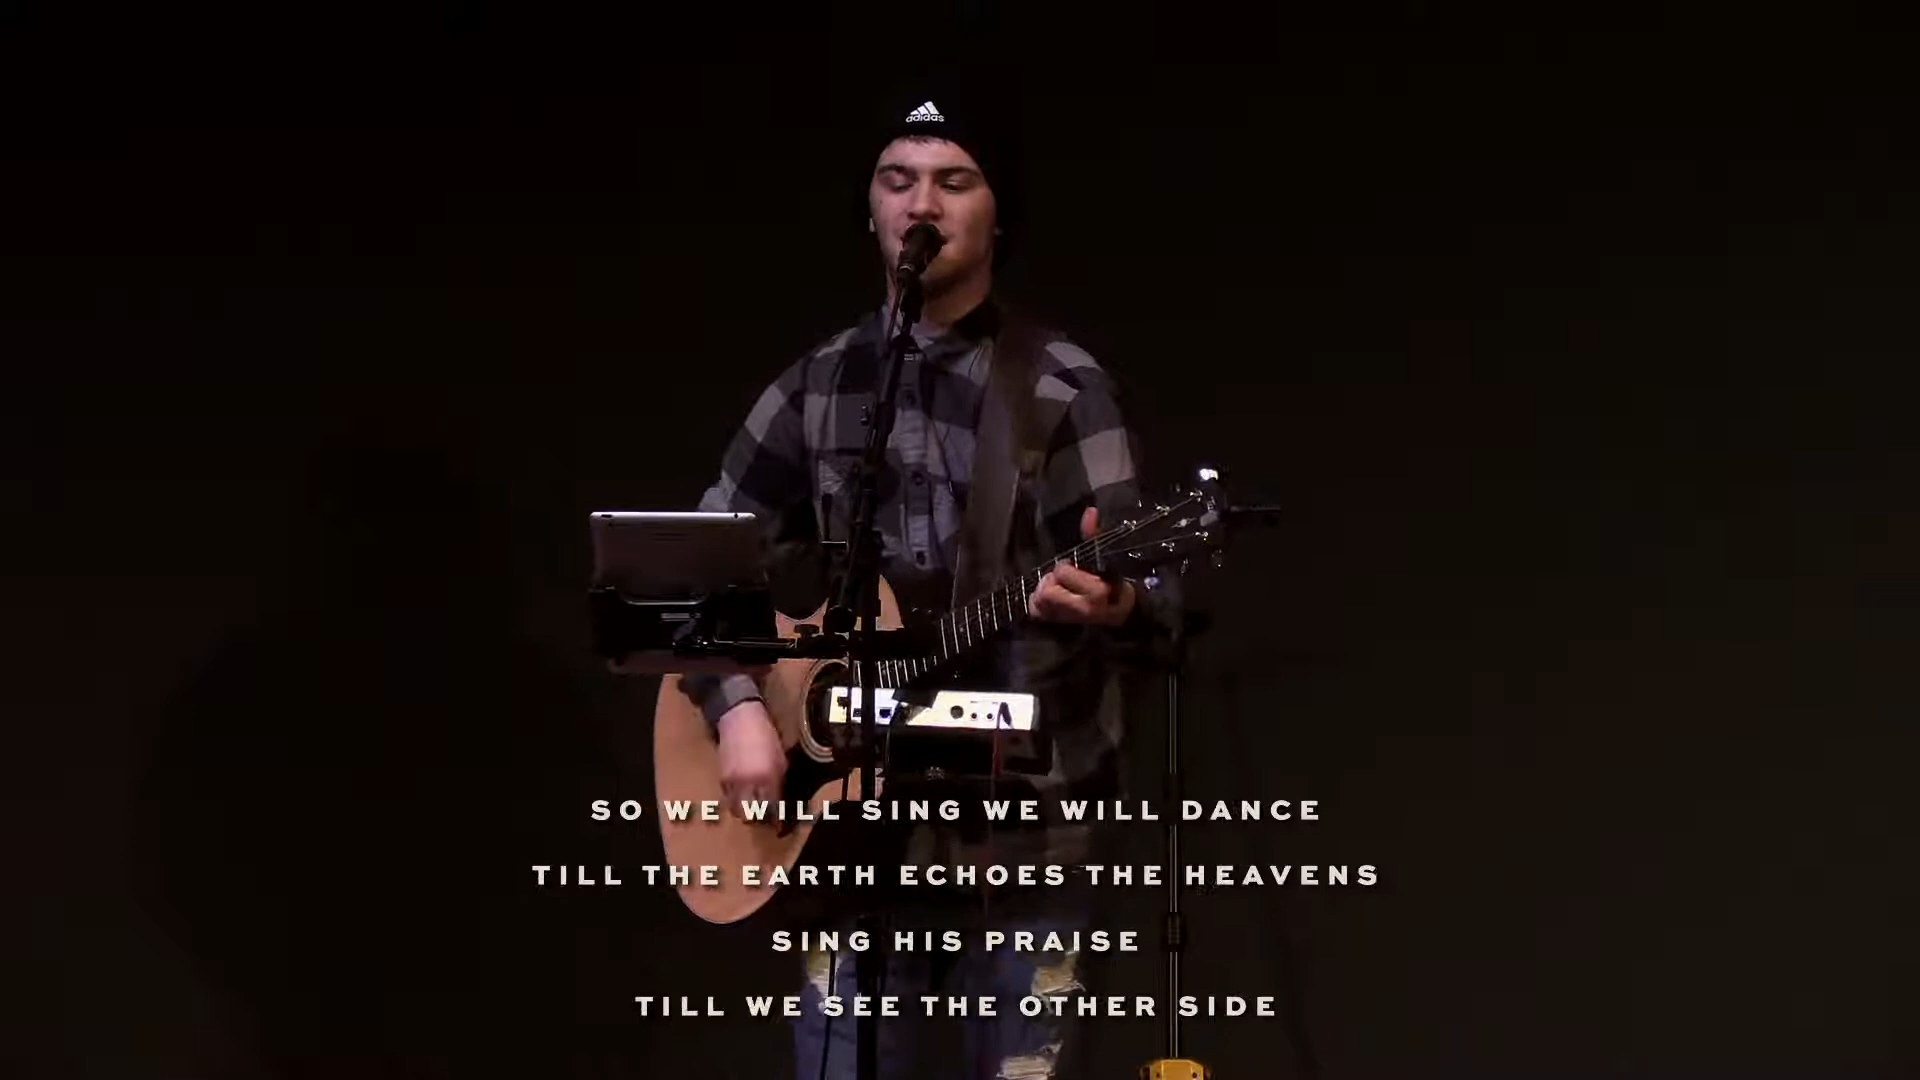 adidas
SO WE WILL SING WE WILL DANCE
TILL THE EARTH ECHOES THE HEAVENS
SING HIS PRAISE
TILL WE SEE THE OTHER SIDE